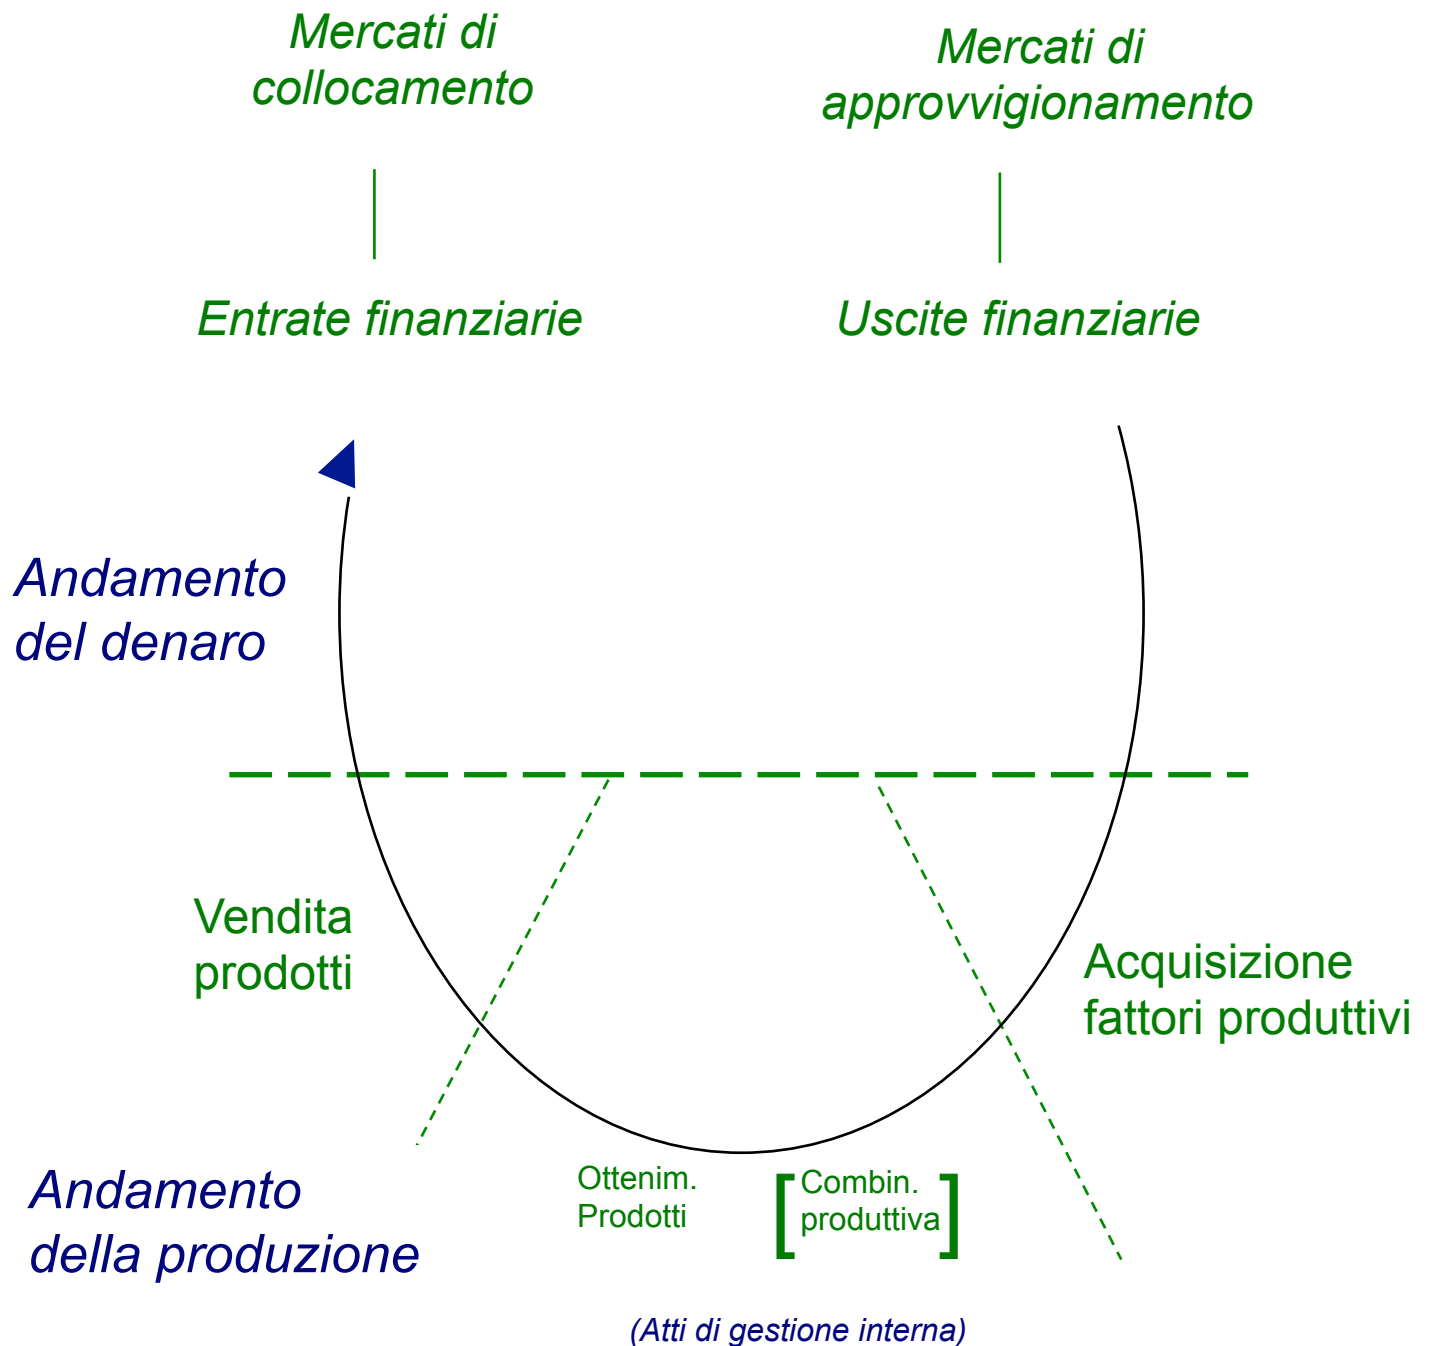 Mercati di
collocamento
Mercati di
approvvigionamento
Entrate finanziarie
Uscite finanziarie
Andamento
del denaro
Vendita
prodotti
Acquisizione
fattori produttivi
Andamento
della produzione
Ottenim.
Prodotti
[Combin.
produttiva]
(Atti di gestione interna)